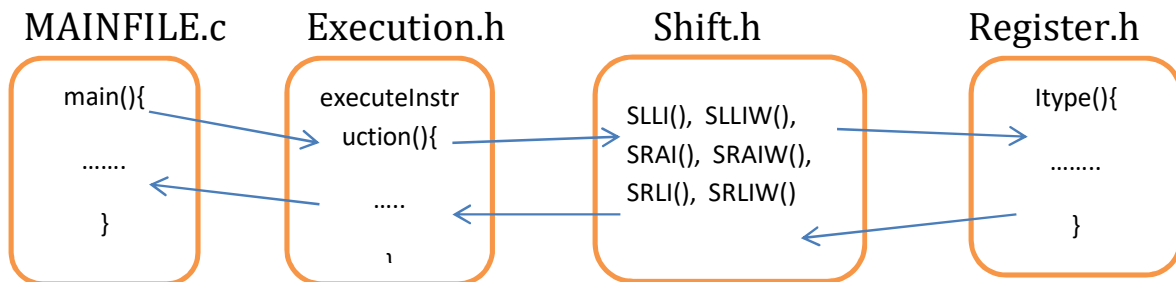 MAINFILE.c
Execution.h
Shift.h
Register.h
main(){
…….
}
executeInstr
uction(){
…..
}
SLLI(), SLLIW(),
SRAI(), SRAIW(),
SRLI(), SRLIW()
Itype(){
……..
}